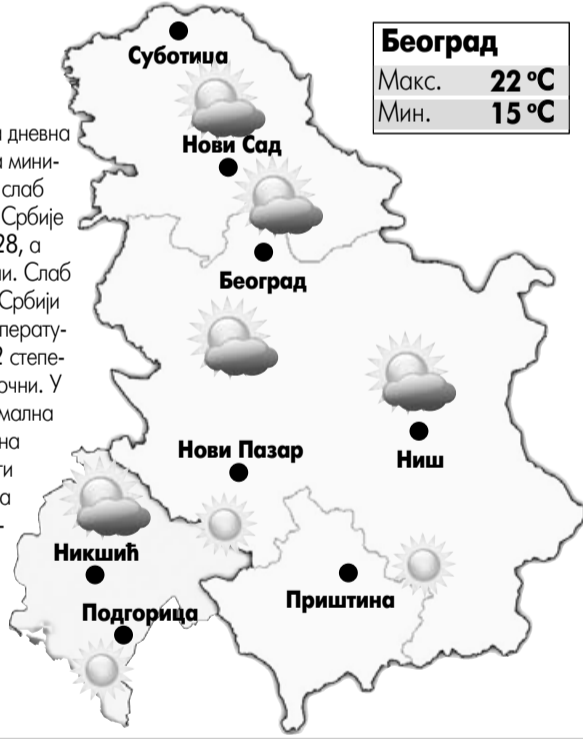 Београд
Макс. 22 °C
Мин. 15 °C
Суботица
Нови Сад
Београд
Нови Пазар
Ниш
Никшић
Приштина
Подгорица
дневна
мини-
слаб
Србије
28, а
Слаб
Србији
перату-
степе-
очни. У
мална
на
ти
а
-